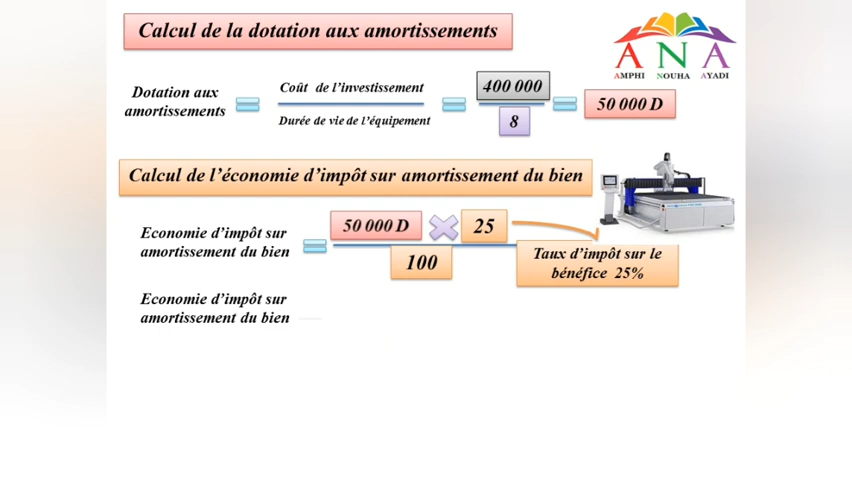 Calcul de la dotation aux amortissements
ANA
AMPHI NOUHA AYADI
Dotation aux
amortissements
=
Coût de l'investissement
Durée de vie de l'équipement
=
400 000
8
=
50 000 D
Calcul de l'économie d'impôt sur amortissement du bien
Economie d'impôt sur
amortissement du bien
=
50 000 D × 25
100
Taux d'impôt sur le
bénéfice 25%
Economie d'impôt sur
amortissement du bien